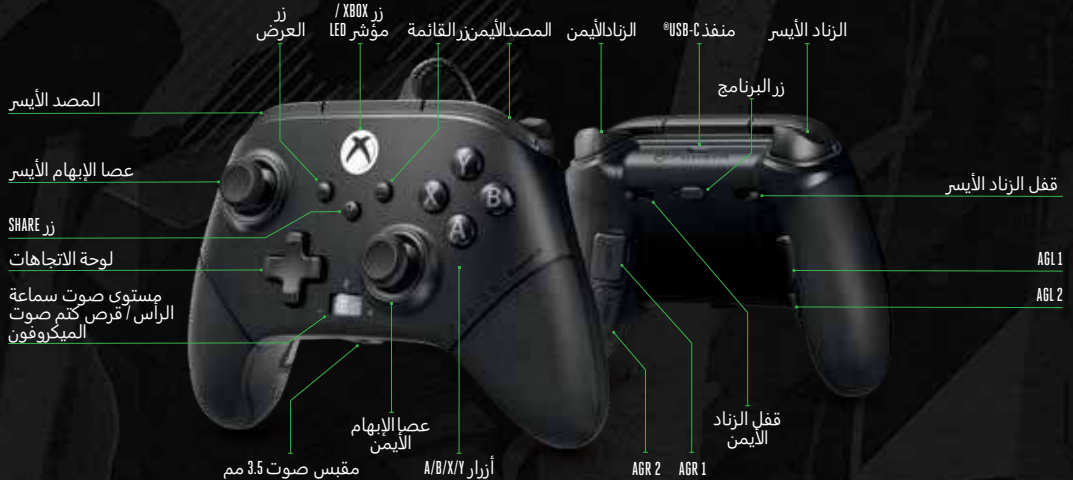 زر
العرض
زر XBOX /
مؤشر LED
زر القائمة
المصد الأيمن
الزناد الأيمن
منفذ USB-C®
الزناد الأيسر
زر البرنامج
المصد الأيسر
عصا الإبهام الأيسر
زر SHARE
لوحة الاتجاهات
مستوى صوت سماعة
الرأس / قرص كتم صوت
الميكروفون
قفل الزناد الأيسر
AGL 1
AGL 2
X
Y
B
A
مقبس صوت 3.5 مم
عصا الإبهام
الأيمن
أزرار A/B/X/Y
AGR 2
AGR 1
قفل الزناد
الأيمن